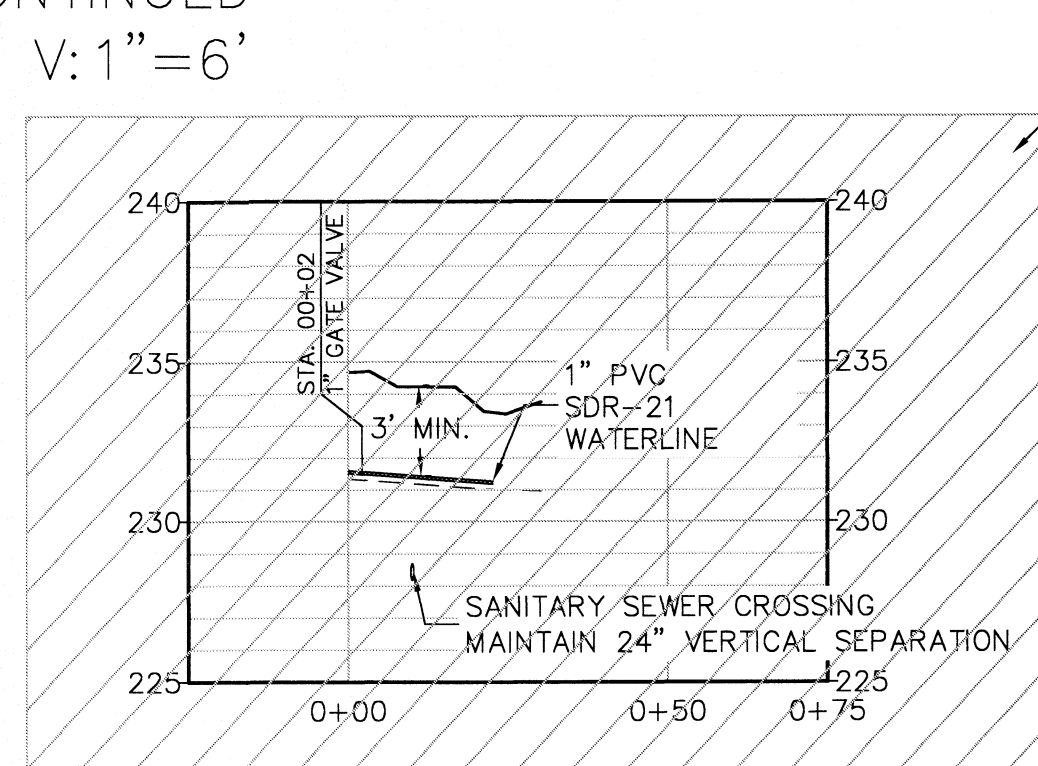 V: 1"=6'
240
240
STA. 00+02
1" GATE VALVE
235
235
1" PVC
SDR-21
WATERLINE
3' MIN.
230
230
SANITARY SEWER CROSSING
MAINTAIN 24" VERTICAL SEPARATION
225
225
0+00
0+50
0+75